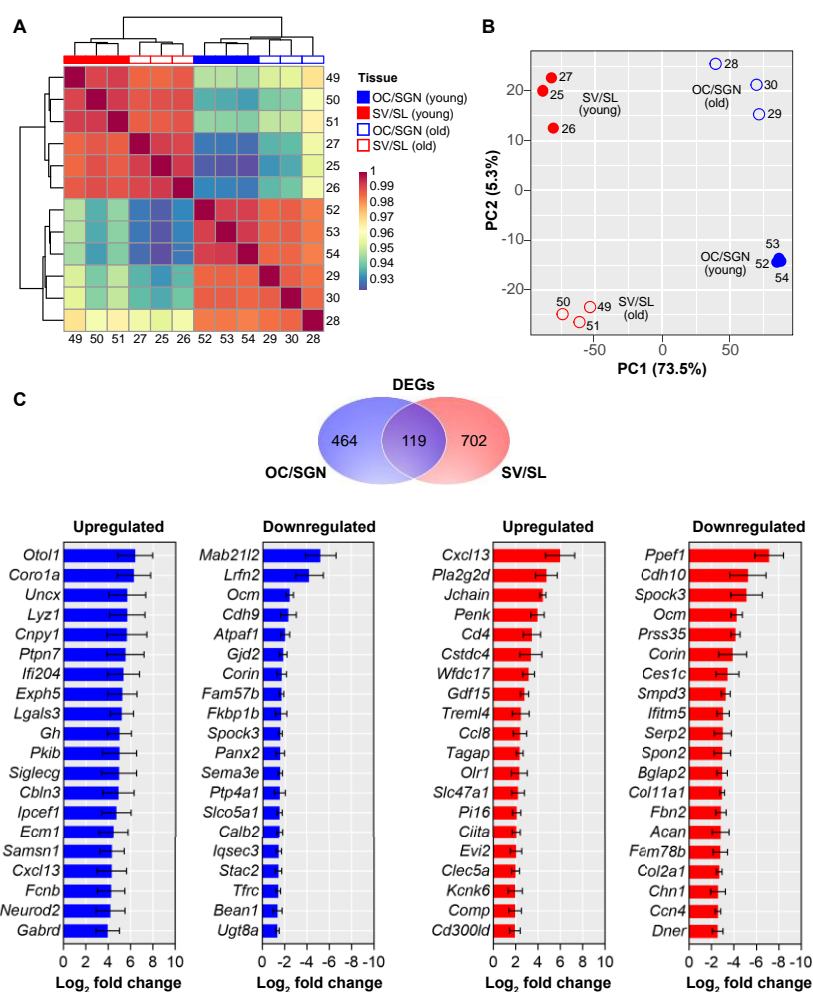 A
Tissue
OC/SGN (young)
SV/SL (young)
OC/SGN (old)
SV/SL (old)
1
0.99
0.98
0.97
0.96
0.95
0.94
0.93
49
50
51
27
25
26
52
53
54
29
30
28
49 50 51 27 25 26 52 53 54 29 30 28
B
PC2 (5.3%)
20
10
0
-10
-20
27
25
26
SV/SL
(young)
28
30
29
OC/SGN
(old)
OC/SGN
(young)
53
52
54
50
49
51
SV/SL
(old)
-50 0 50
PC1 (73.5%)
C
DEGs
464 119 702
OC/SGN SV/SL
Upregulated
Otol1
Coro1a
Uncx
Lyz1
Cnpy1
Ptpn7
Ifi204
Exph5
Lgals3
Gh
Pkib
Siglecg
Cbln3
Ipcef1
Ecm1
Samsn1
Cxcl13
Fcnb
Neurod2
Gabrd
0 2 4 6 8 10
Log2 fold change
Downregulated
Mab21l2
Lrfn2
Ocm
Cdh9
Atpaf1
Gjd2
Corin
Fam57b
Fkbp1b
Spock3
Panx2
Sema3e
Ptp4a1
Slco5a1
Calb2
Iqsec3
Stac2
Tfrc
Bean1
Ugt8a
0 -2 -4 -6 -8 -10
Log2 fold change
Upregulated
Cxcl13
Pla2g2d
Jchain
Penk
Cd4
Cstdc4
Wfdc17
Gdf15
Treml4
Ccl8
Tagap
Olr1
Slc47a1
Pi16
Ciita
Evi2
Clec5a
Kcnk6
Comp
Cd300ld
0 2 4 6 8 10
Log2 fold change
Downregulated
Ppef1
Cdh10
Spock3
Ocm
Prss35
Corin
Ces1c
Smpd3
Ifitm5
Serp2
Spon2
Bglap2
Col11a1
Fbn2
Acan
Fam78b
Col2a1
Chn1
Ccn4
Dner
0 -2 -4 -6 -8 -10
Log2 fold change